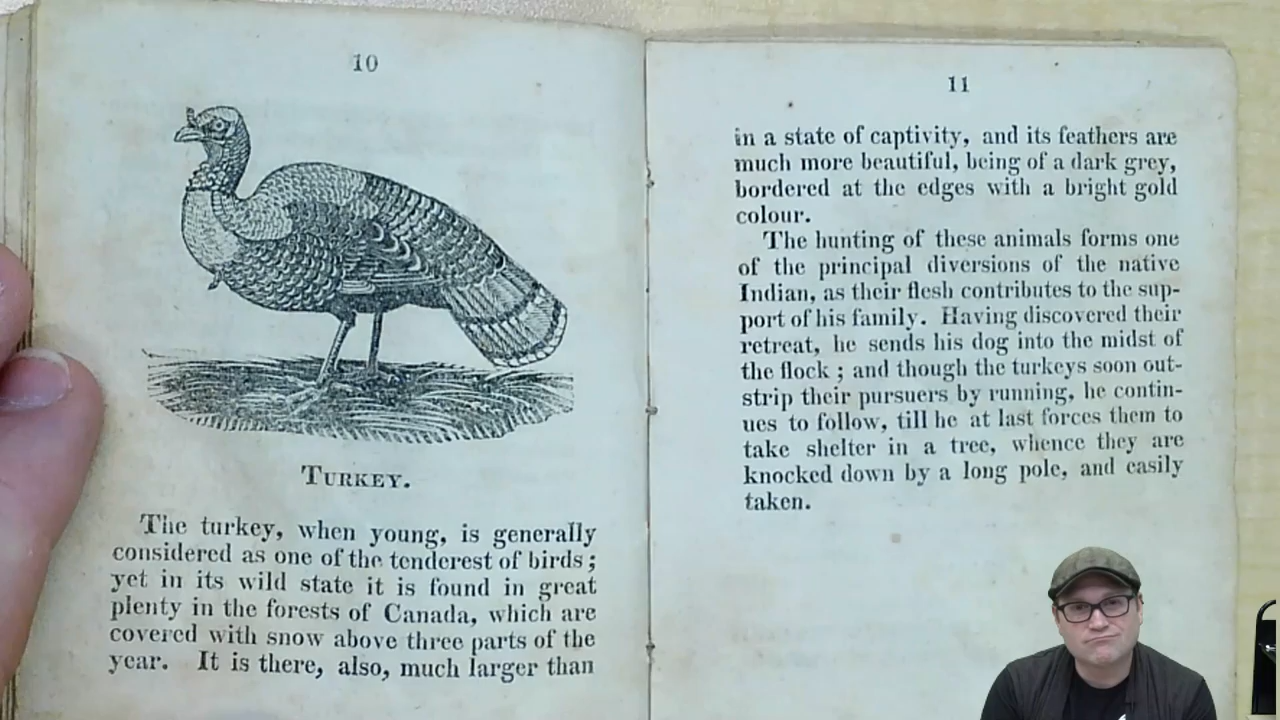 10
TURKEY.
The turkey, when young, is generally
considered as one of the tenderest of birds;
yet in its wild state it is found in great
plenty in the forests of Canada, which are
covered with snow above three parts of the
year. It is there, also, much larger than
11
in a state of captivity, and its feathers are
much more beautiful, being of a dark grey,
bordered at the edges with a bright gold
colour.
The hunting of these animals forms one
of the principal diversions of the native
Indian, as their flesh contributes to the sup-
port of his family. Having discovered their
retreat, he sends his dog into the midst of
the flock; and though the turkeys soon out-
strip their pursuers by running, he contin-
ues to follow, till he at last forces them to
take shelter in a tree, whence they are
knocked down by a long pole, and easily
taken.